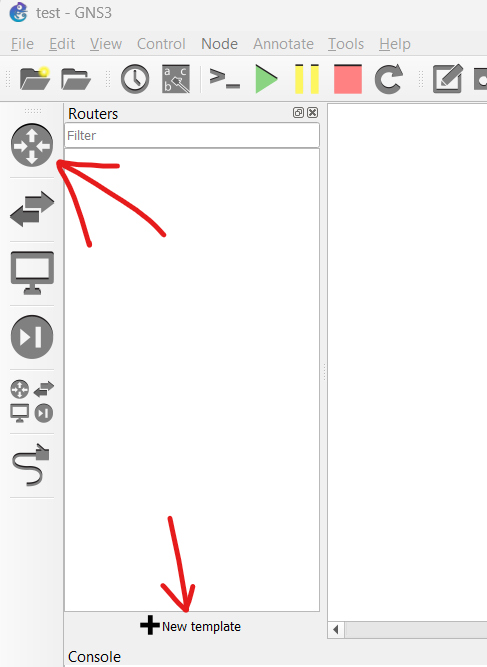 test - GNS3
File Edit View Control Node Annotate Tools Help
a c
b
Routers
Filter
New template
Console